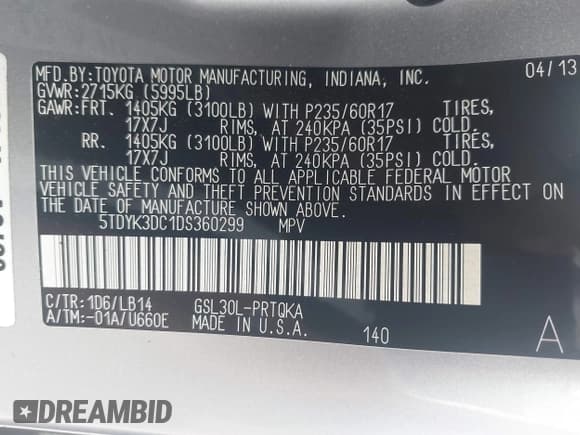 MFD.BY:TOYOTA MOTOR MANUFACTURING, INDIANA, INC. 04/13
GVWR:2715KG (5995LB)
GAWR:FRT. 1405KG (3100LB) WITH P235/60R17 TIRES,
17X7J RIMS, AT 240KPA (35PSI) COLD.
RR. 1405KG (3100LB) WITH P235/60R17 TIRES,
17X7J RIMS, AT 240KPA (35PSI) COLD.
THIS VEHICLE CONFORMS TO ALL APPLICABLE FEDERAL MOTOR
VEHICLE SAFETY AND THEFT PREVENTION STANDARDS IN EFFECT ON
THE DATE OF MANUFACTURE SHOWN ABOVE.
5TDYK3DC1DS360299 MPV
C/TR:1D6/LB14 GSL30L-PRTQKA
A/TM:-01A/U660E MADE IN U.S.A. 140 A
DREAMBID